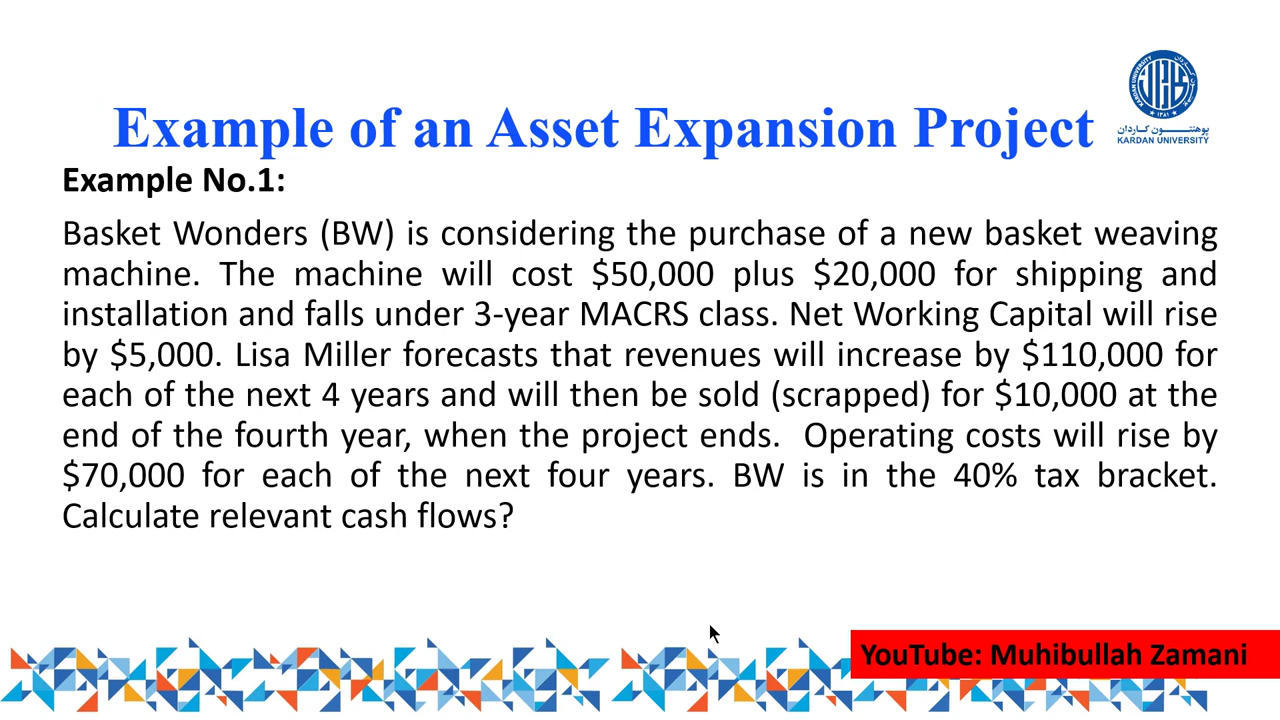 Example of an Asset Expansion Project
پوهنتـــــون کـاردان
KARDAN UNIVERSITY
Example No.1:
Basket Wonders (BW) is considering the purchase of a new basket weaving
machine. The machine will cost $50,000 plus $20,000 for shipping and
installation and falls under 3-year MACRS class. Net Working Capital will rise
by $5,000. Lisa Miller forecasts that revenues will increase by $110,000 for
each of the next 4 years and will then be sold (scrapped) for $10,000 at the
end of the fourth year, when the project ends. Operating costs will rise by
$70,000 for each of the next four years. BW is in the 40% tax bracket.
Calculate relevant cash flows?
YouTube: Muhibullah Zamani